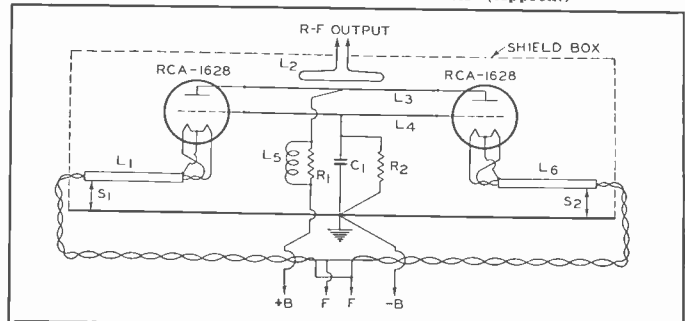 R-F OUTPUT
SHIELD BOX
L2
RCA-1628
RCA-1628
L3
L4
L5
R1
C1
R2
L1
L6
S1
S2
+B F F -B